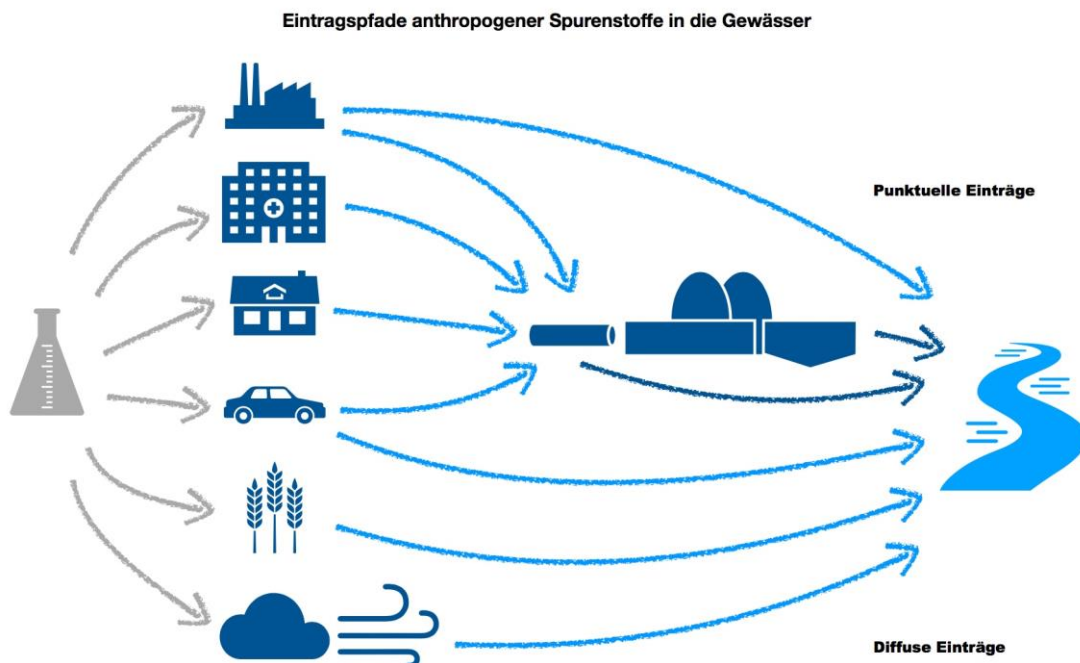 Eintragspfade anthropogener Spurenstoffe in die Gewässer
Punktuelle Einträge
Diffuse Einträge